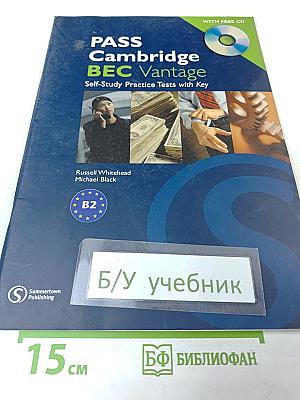 WITH FREE CD
PASS
Cambridge
BEC Vantage
Self-Study Practice Tests with Key
Russell Whitehead
Michael Black
B2
S
Summertown
Publishing
Б/У учебник
15 см
БФ БИБЛИОФАН